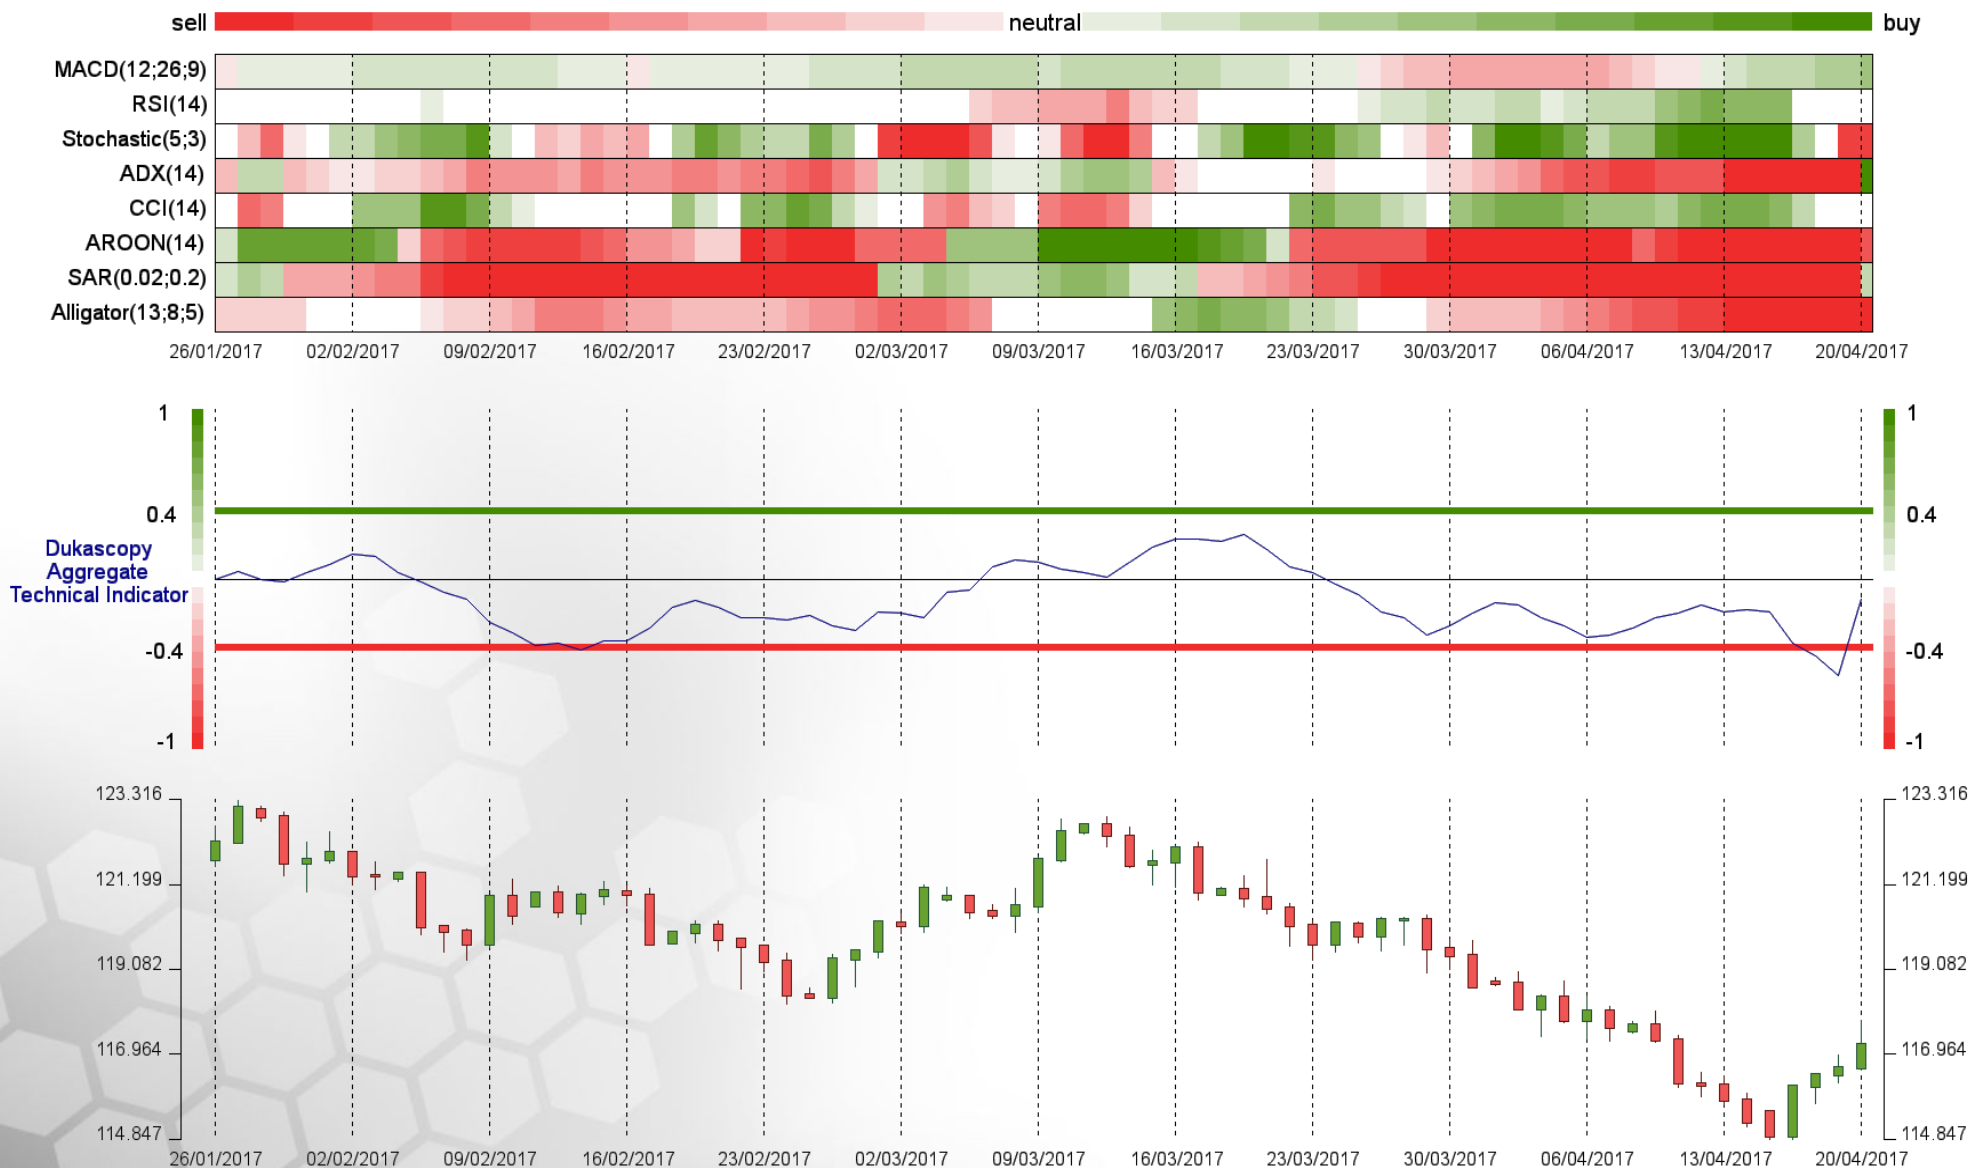 sell neutral buy
MACD(12;26;9)
RSI(14)
Stochastic(5;3)
ADX(14)
CCI(14)
AROON(14)
SAR(0.02;0.2)
Alligator(13;8;5)
26/01/2017 02/02/2017 09/02/2017 16/02/2017 23/02/2017 02/03/2017 09/03/2017 16/03/2017 23/03/2017 30/03/2017 06/04/2017 13/04/2017 20/04/2017
1 1
0.4 0.4
Dukascopy
Aggregate
Technical Indicator
-0.4 -0.4
-1 -1
123.316 123.316
121.199 121.199
119.082 119.082
116.964 116.964
114.847 114.847
26/01/2017 02/02/2017 09/02/2017 16/02/2017 23/02/2017 02/03/2017 09/03/2017 16/03/2017 23/03/2017 30/03/2017 06/04/2017 13/04/2017 20/04/2017